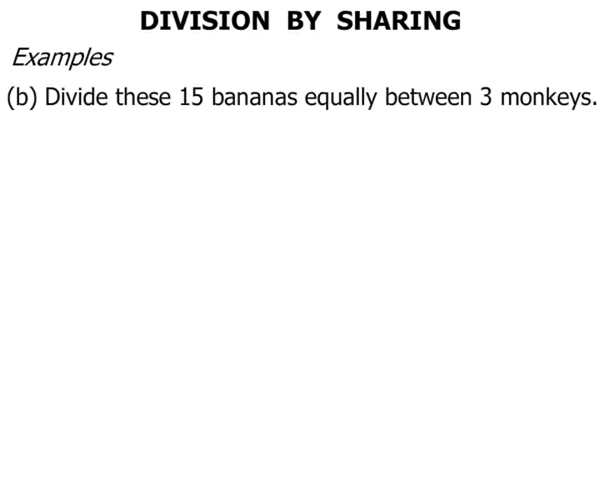 DIVISION BY SHARING
Examples
(b) Divide these 15 bananas equally between 3 monkeys.